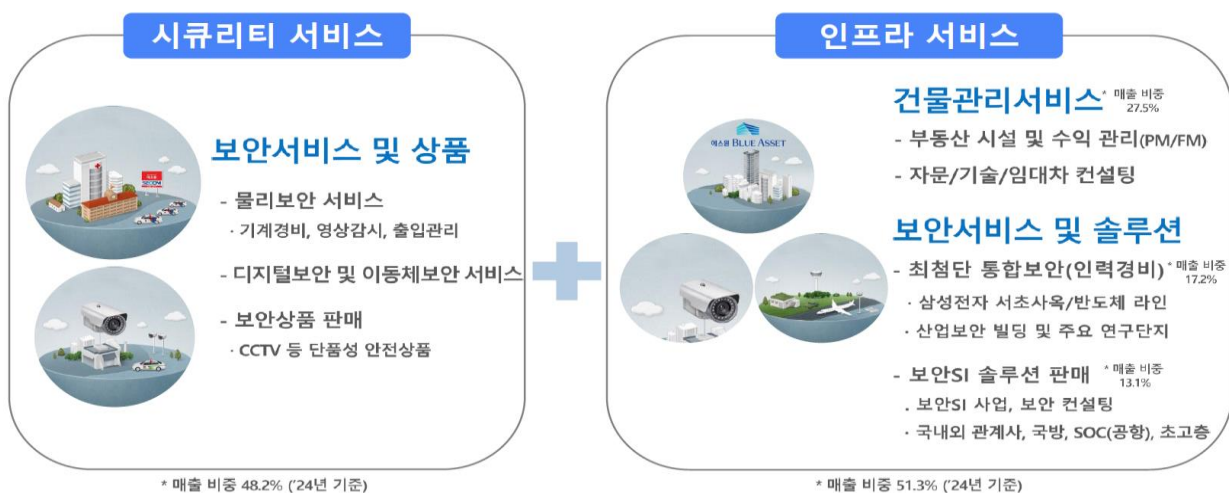 시큐리티 서비스
보안서비스 및 상품
- 물리보안 서비스
· 기계경비, 영상감시, 출입관리
- 디지털보안 및 이동체보안 서비스
- 보안상품 판매
· CCTV 등 단품성 안전상품
* 매출 비중 48.2% ('24년 기준)
인프라 서비스
에스원 BLUE ASSET
건물관리서비스 * 매출 비중
27.5%
- 부동산 시설 및 수익 관리(PM/FM)
- 자문/기술/임대차 컨설팅
보안서비스 및 솔루션
- 최첨단 통합보안(인력경비) * 매출 비중
17.2%
· 삼성전자 서초사옥/반도체 라인
· 산업보안 빌딩 및 주요 연구단지
- 보안SI 솔루션 판매 * 매출 비중
13.1%
. 보안SI 사업, 보안 컨설팅
· 국내외 관계사, 국방, SOC(공항), 초고층
* 매출 비중 51.3% ('24년 기준)